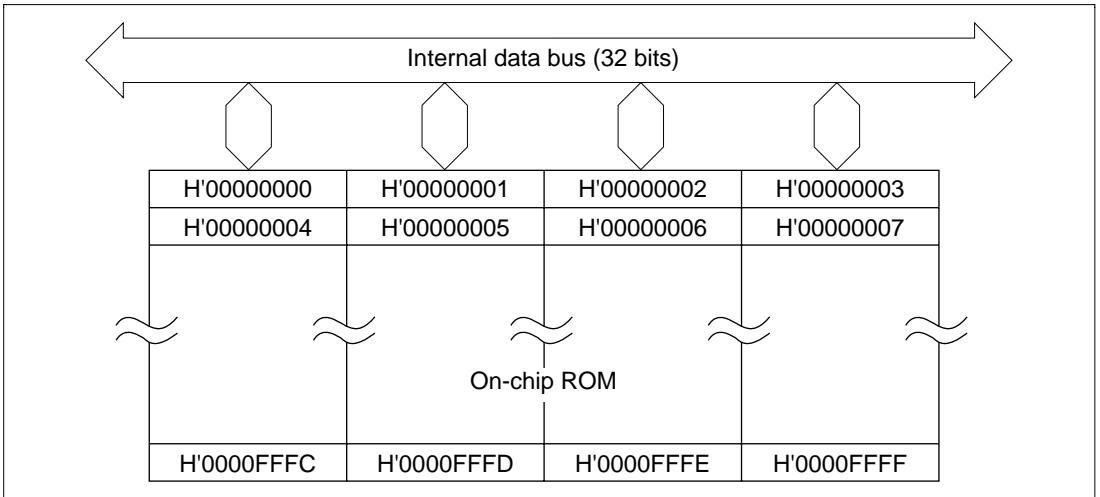 Internal data bus (32 bits)
H'00000000 H'00000001 H'00000002 H'00000003
H'00000004 H'00000005 H'00000006 H'00000007
On-chip ROM
H'0000FFFC H'0000FFFD H'0000FFFE H'0000FFFF